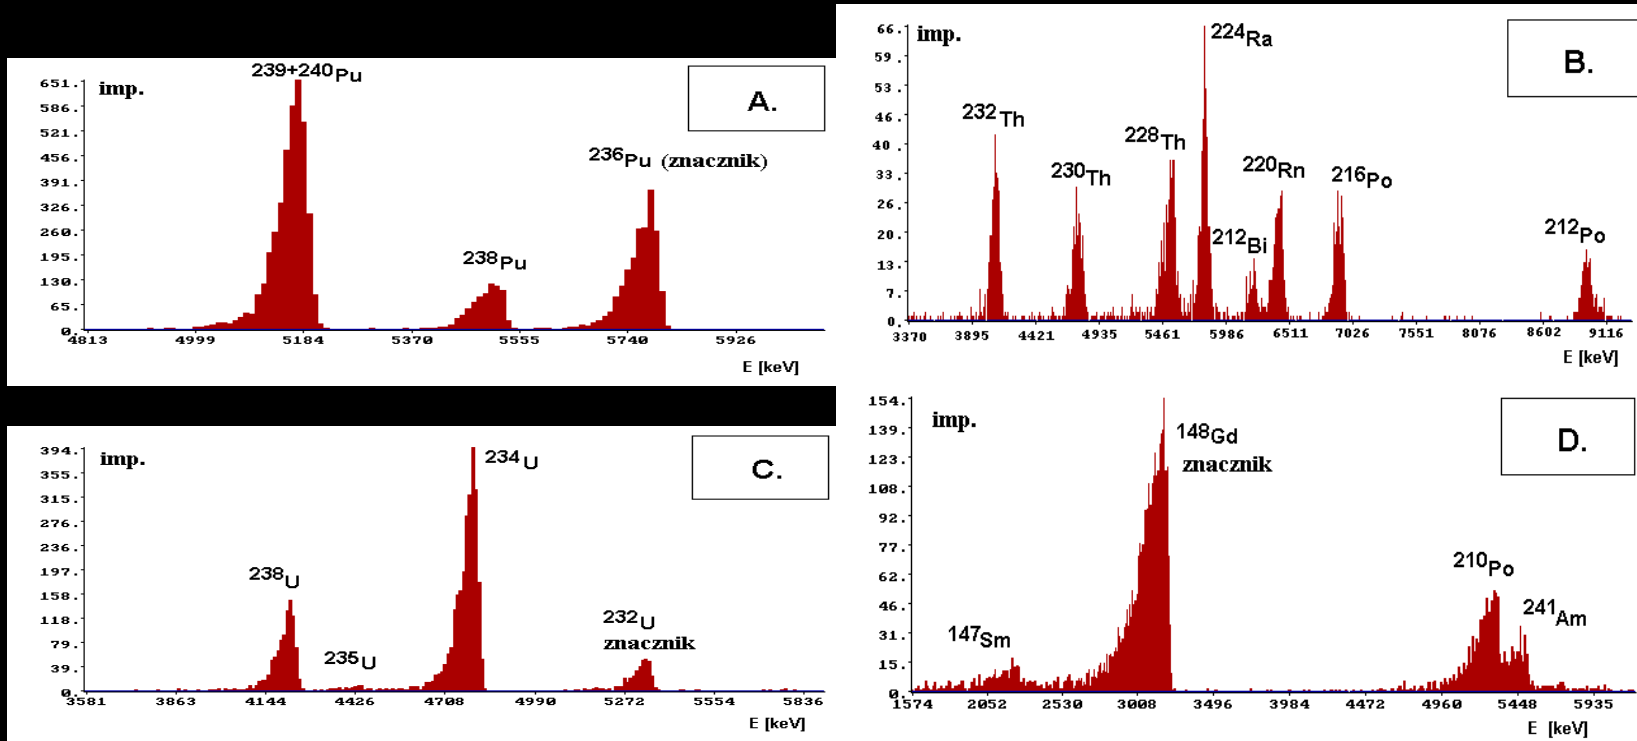 A.
imp.
239+240Pu
238Pu
236Pu (znacznik)
651.
586.
521.
456.
391.
326.
260.
195.
130.
65.
0.
4813 4999 5184 5370 5555 5740 5926
E [keV]
B.
imp.
232Th
230Th
228Th
224Ra
212Bi
220Rn
216Po
212Po
66.
59.
53.
46.
40.
33.
26.
20.
13.
7.
0.
3370 3895 4421 4935 5461 5986 6511 7026 7551 8076 8602 9116
E [keV]
C.
imp.
238U
235U
234U
232U
znacznik
394.
354.
315.
276.
236.
197.
158.
118.
79.
39.
0.
3581 3863 4144 4426 4708 4990 5272 5554 5836
E [keV]
D.
imp.
147Sm
148Gd
znacznik
210Po
241Am
154.
139.
123.
108.
92.
77.
62.
46.
31.
15.
0.
1574 2052 2530 3008 3496 3984 4472 4960 5448 5935
E [keV]